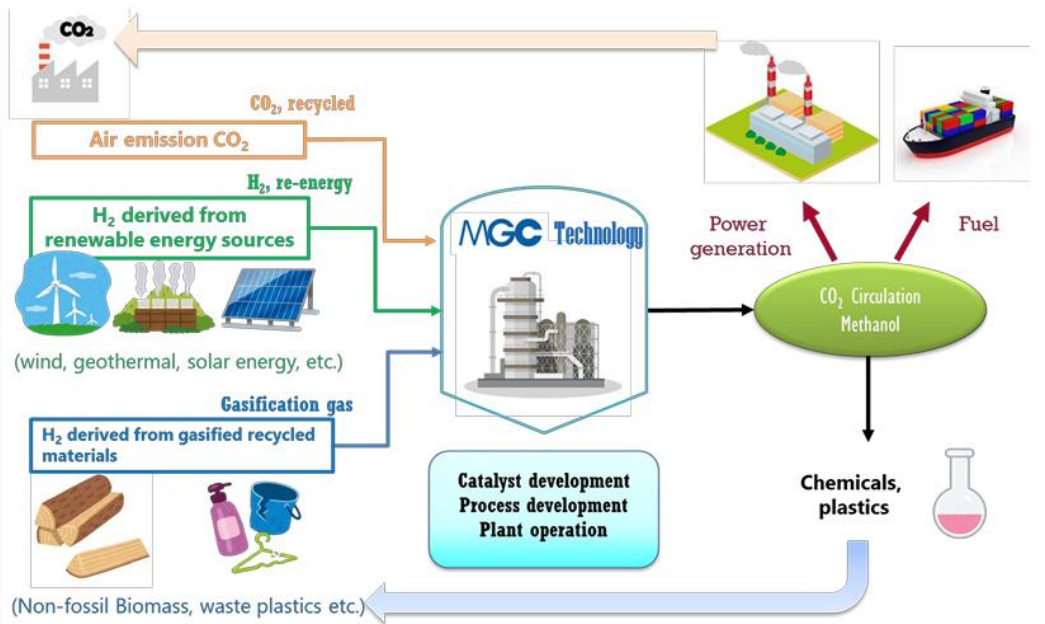 CO₂
CO₂, recycled
Air emission CO₂
H₂, re-energy
H₂ derived from
renewable energy sources
(wind, geothermal, solar energy, etc.)
Gasification gas
H₂ derived from gasified recycled
materials
(Non-fossil Biomass, waste plastics etc.)
MGC Technology
Catalyst development
Process development
Plant operation
Power
generation
Fuel
CO₂ Circulation
Methanol
Chemicals,
plastics